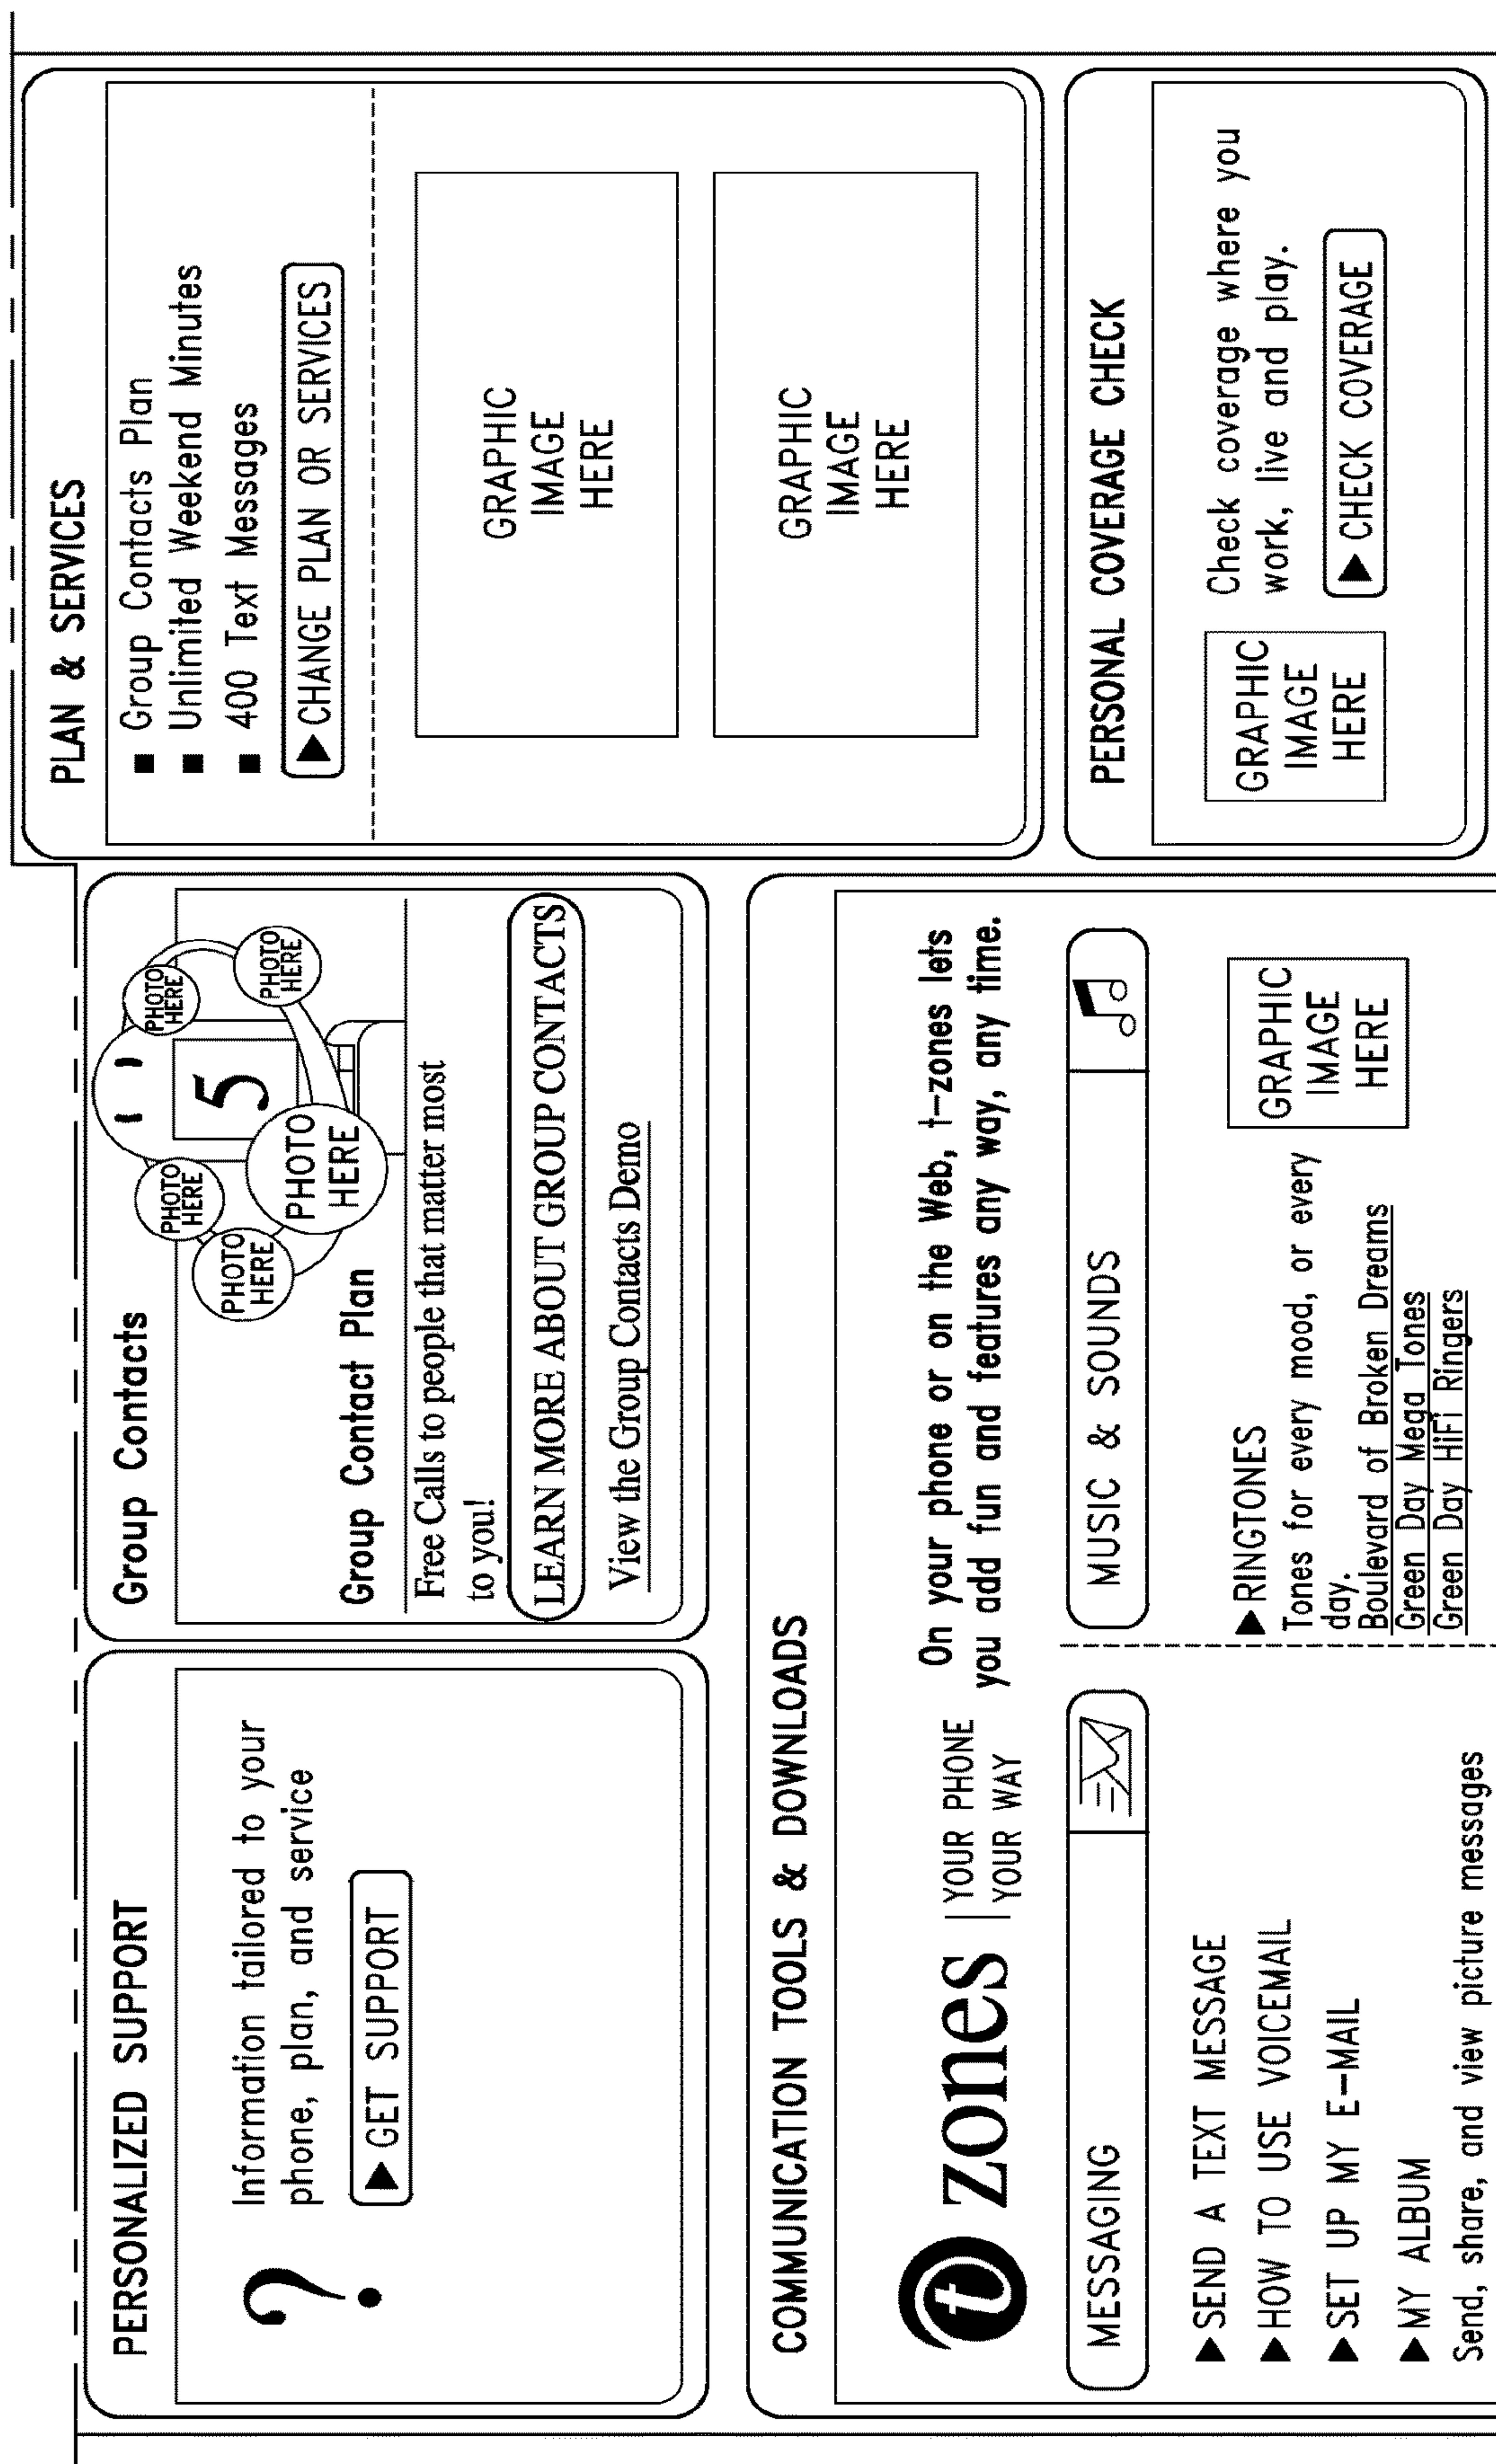 PERSONALIZED SUPPORT
?
Information tailored to your
phone, plan, and service
GET SUPPORT
Group Contacts
PHOTO
HERE
PHOTO
HERE
PHOTO
HERE
PHOTO
HERE
PHOTO
HERE
5
Group Contact Plan
Free Calls to people that matter most
to you!
LEARN MORE ABOUT GROUP CONTACTS
View the Group Contacts Demo
PLAN & SERVICES
Group Contacts Plan
Unlimited Weekend Minutes
400 Text Messages
CHANGE PLAN OR SERVICES
GRAPHIC
IMAGE
HERE
GRAPHIC
IMAGE
HERE
COMMUNICATION TOOLS & DOWNLOADS
t zones
YOUR PHONE
YOUR WAY
On your phone or on the Web, t-zones lets
you add fun and features any way, any time.
MESSAGING
SEND A TEXT MESSAGE
HOW TO USE VOICEMAIL
SET UP MY E-MAIL
MY ALBUM
Send, share, and view picture messages
MUSIC & SOUNDS
RINGTONES
Tones for every mood, or every
day.
Boulevard of Broken Dreams
Green Day Mega Tones
Green Day HiFi Ringers
GRAPHIC
IMAGE
HERE
PERSONAL COVERAGE CHECK
GRAPHIC
IMAGE
HERE
Check coverage where you
work, live and play.
CHECK COVERAGE